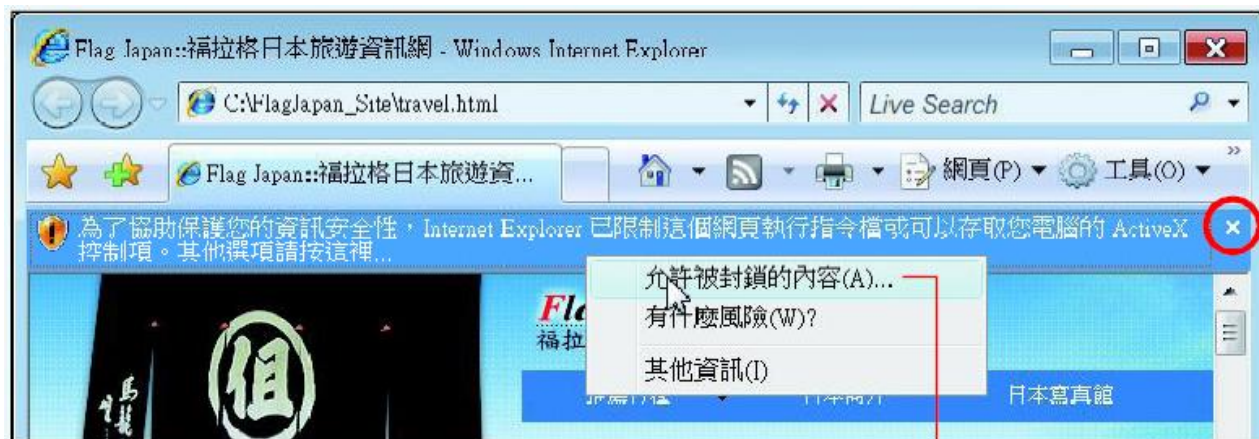 Flag Japan::福拉格日本旅遊資訊網 - Windows Internet Explorer
C:\FlagJapan_Site\travel.html
Live Search
Flag Japan::福拉格日本旅遊資...
網頁(P)
工具(O)
為了協助保護您的資訊安全性，Internet Explorer 已限制這個網頁執行指令檔或可以存取您電腦的 ActiveX
控制項。其他選項請按這裡...
允許被封鎖的內容(A)...
有什麼風險(W)?
其他資訊(I)
福拉
日本寫真館